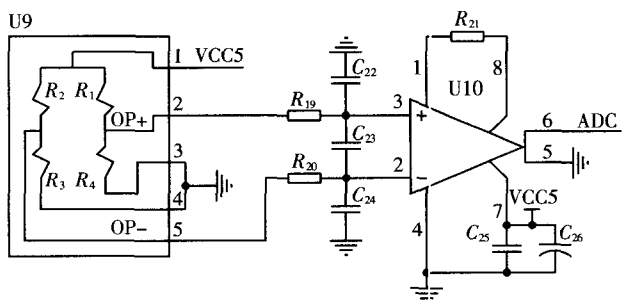 U9
R21
1 VCC5
C22
1
8
R2
R1
U10
OP+
2
R19
3
+
6 ADC
C23
3
R3
R4
R20
2
−
5
4
C24
VCC5
OP−
5
4
7
C25
C26